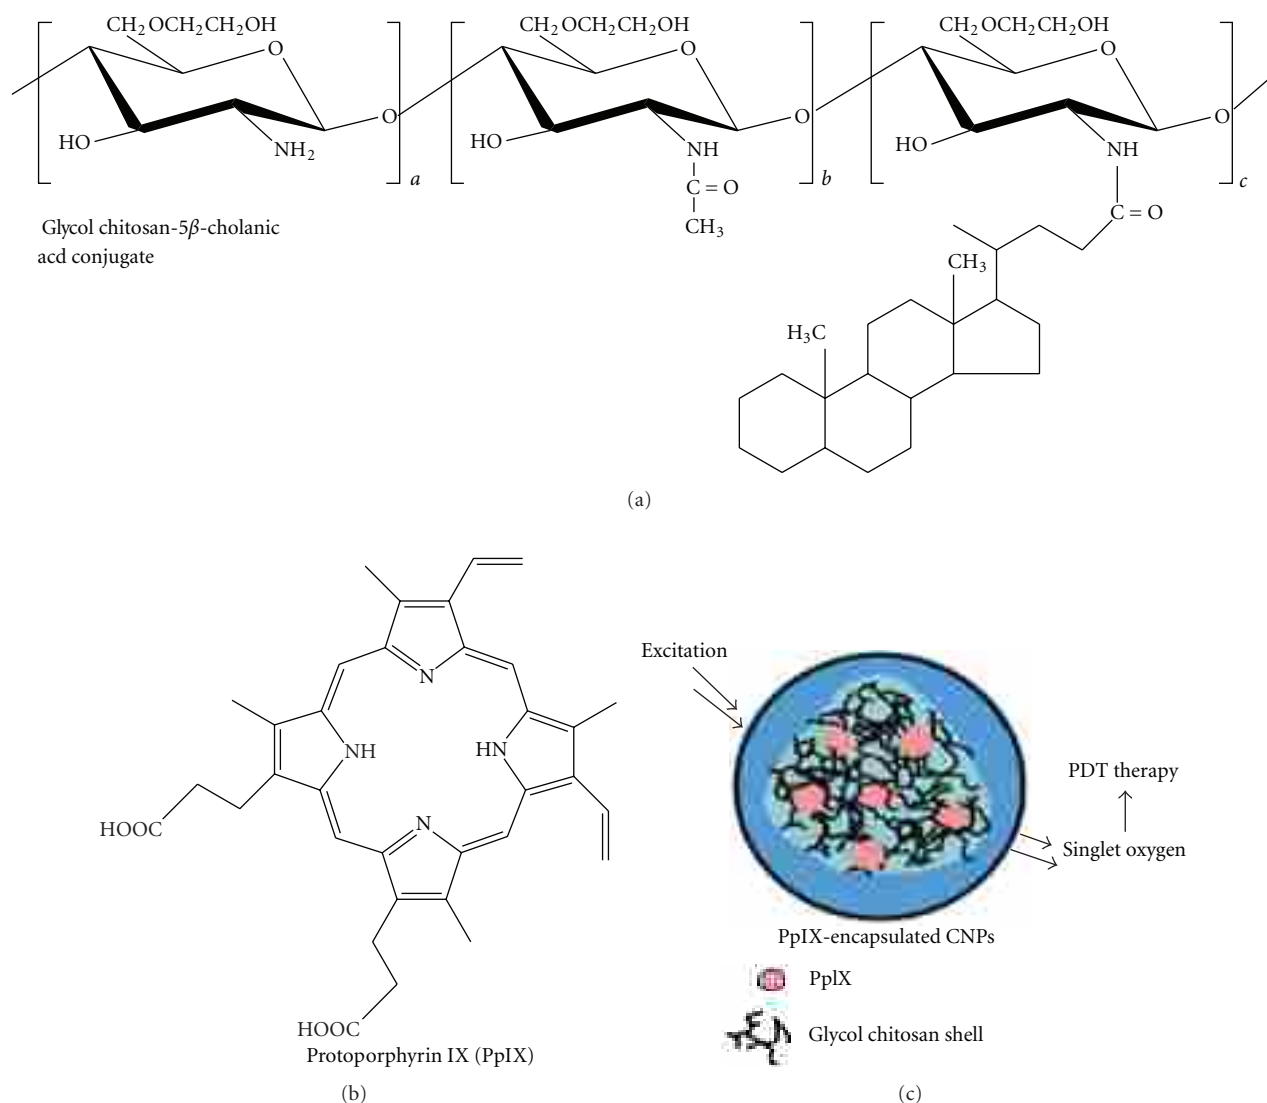 CH2OCH2CH2OH CH2OCH2CH2OH CH2OCH2CH2OH
O O O
O O O
HO HO HO
NH2 NH NH
a b c
C=O
CH3
C=O
Glycol chitosan-5β-cholanic
acd conjugate
CH3
H3C
(a)
N
NH HN
N
HOOC
HOOC
Protoporphyrin IX (PpIX)
(b)
Excitation
PDT therapy
Singlet oxygen
PpIX-encapsulated CNPs
PplX
Glycol chitosan shell
(c)